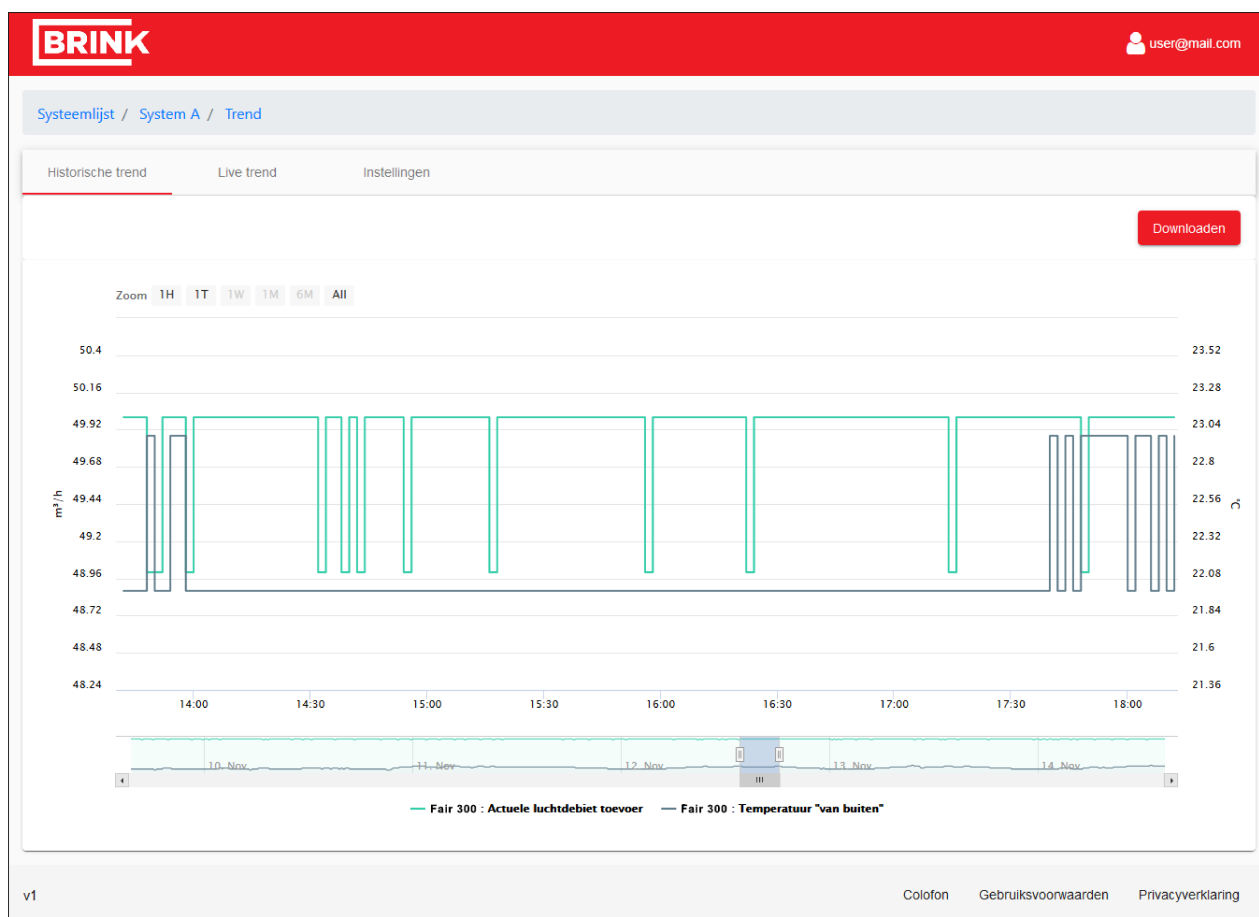 BRINK
user@mail.com
Systeemlijst / System A / Trend
Historische trend Live trend Instellingen
Downloaden
Zoom 1H 1T 1W 1M 6M All
50.4 23.52
50.16 23.28
49.92 23.04
49.68 22.8
49.44 22.56
49.2 22.32
48.96 22.08
48.72 21.84
48.48 21.6
48.24 21.36
m³/h
°C
14:00 14:30 15:00 15:30 16:00 16:30 17:00 17:30 18:00
10. Nov 11. Nov 12. Nov 13. Nov 14. Nov
Fair 300 : Actuele luchtdebiet toevoer Fair 300 : Temperatuur "van buiten"
v1 Colofon Gebruiksvoorwaarden Privacyverklaring